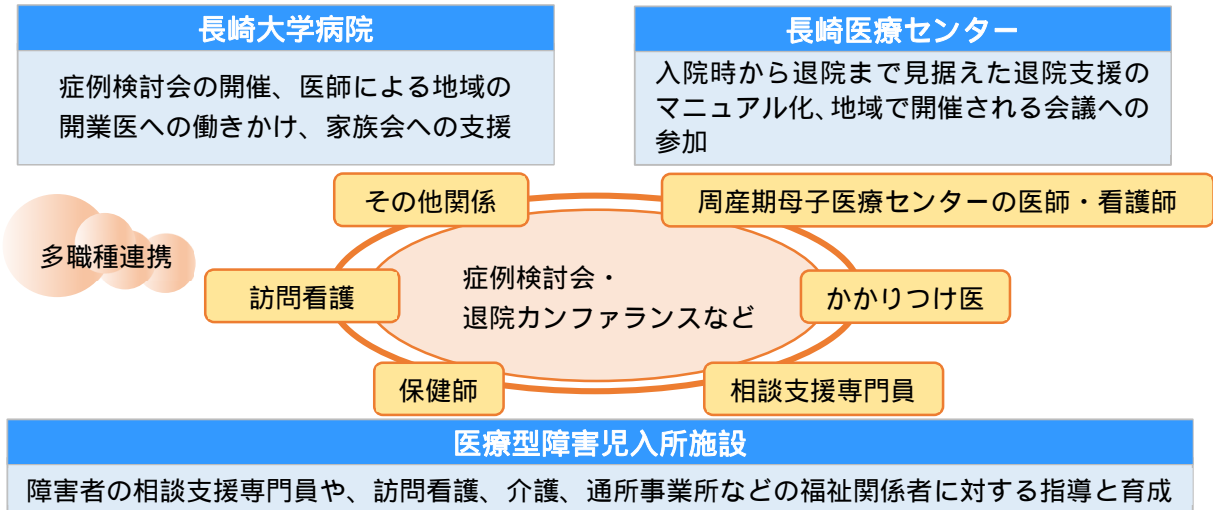 長崎大学病院
症例検討会の開催、医師による地域の
開業医への働きかけ、家族会への支援
長崎医療センター
入院時から退院まで見据えた退院支援の
マニュアル化、地域で開催される会議への
参加
その他関係
周産期母子医療センターの医師・看護師
多職種連携
訪問看護
症例検討会・
退院カンファランスなど
かかりつけ医
保健師
相談支援専門員
医療型障害児入所施設
障害者の相談支援専門員や、訪問看護、介護、通所事業所などの福祉関係者に対する指導と育成